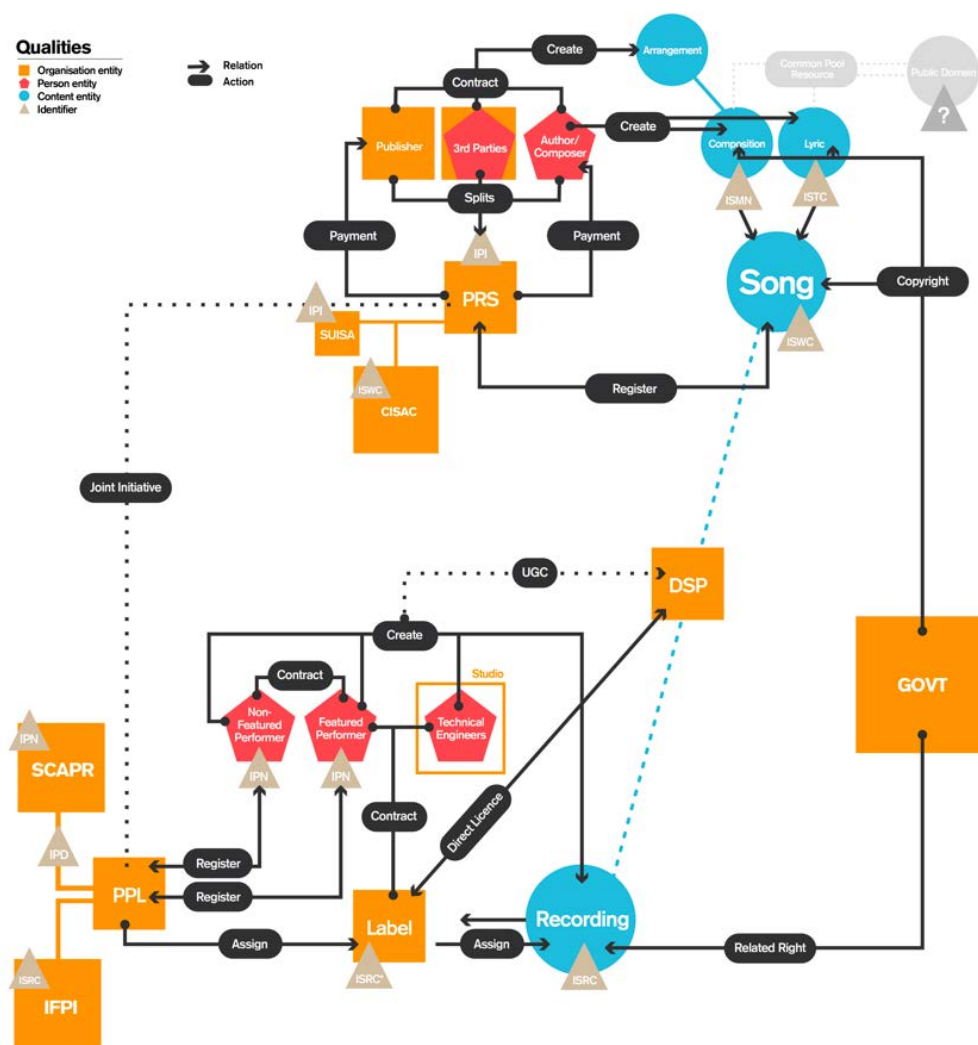 Qualities
Organisation entity
Person entity
Content entity
Identifier
Relation
Action
Create
Arrangement
Common Pool
Resource
Public Domain
?
Contract
Publisher
3rd Parties
Author/
Composer
Create
Composition
Lyric
ISMN
ISTC
Splits
Payment
Payment
IPI
PRS
Song
ISWC
Copyright
IPI
SUISA
ISWC
CISAC
Register
Joint Initiative
UGC
DSP
Create
Contract
Studio
Non-
Featured
Performer
Featured
Performer
Technical
Engineers
GOVT
IPN
SCAPR
IPN
IPN
Contract
Direct Licence
IPD
Register
PPL
Register
Label
Recording
Assign
Assign
Related Right
ISRC*
ISRC
ISRC
IFPI